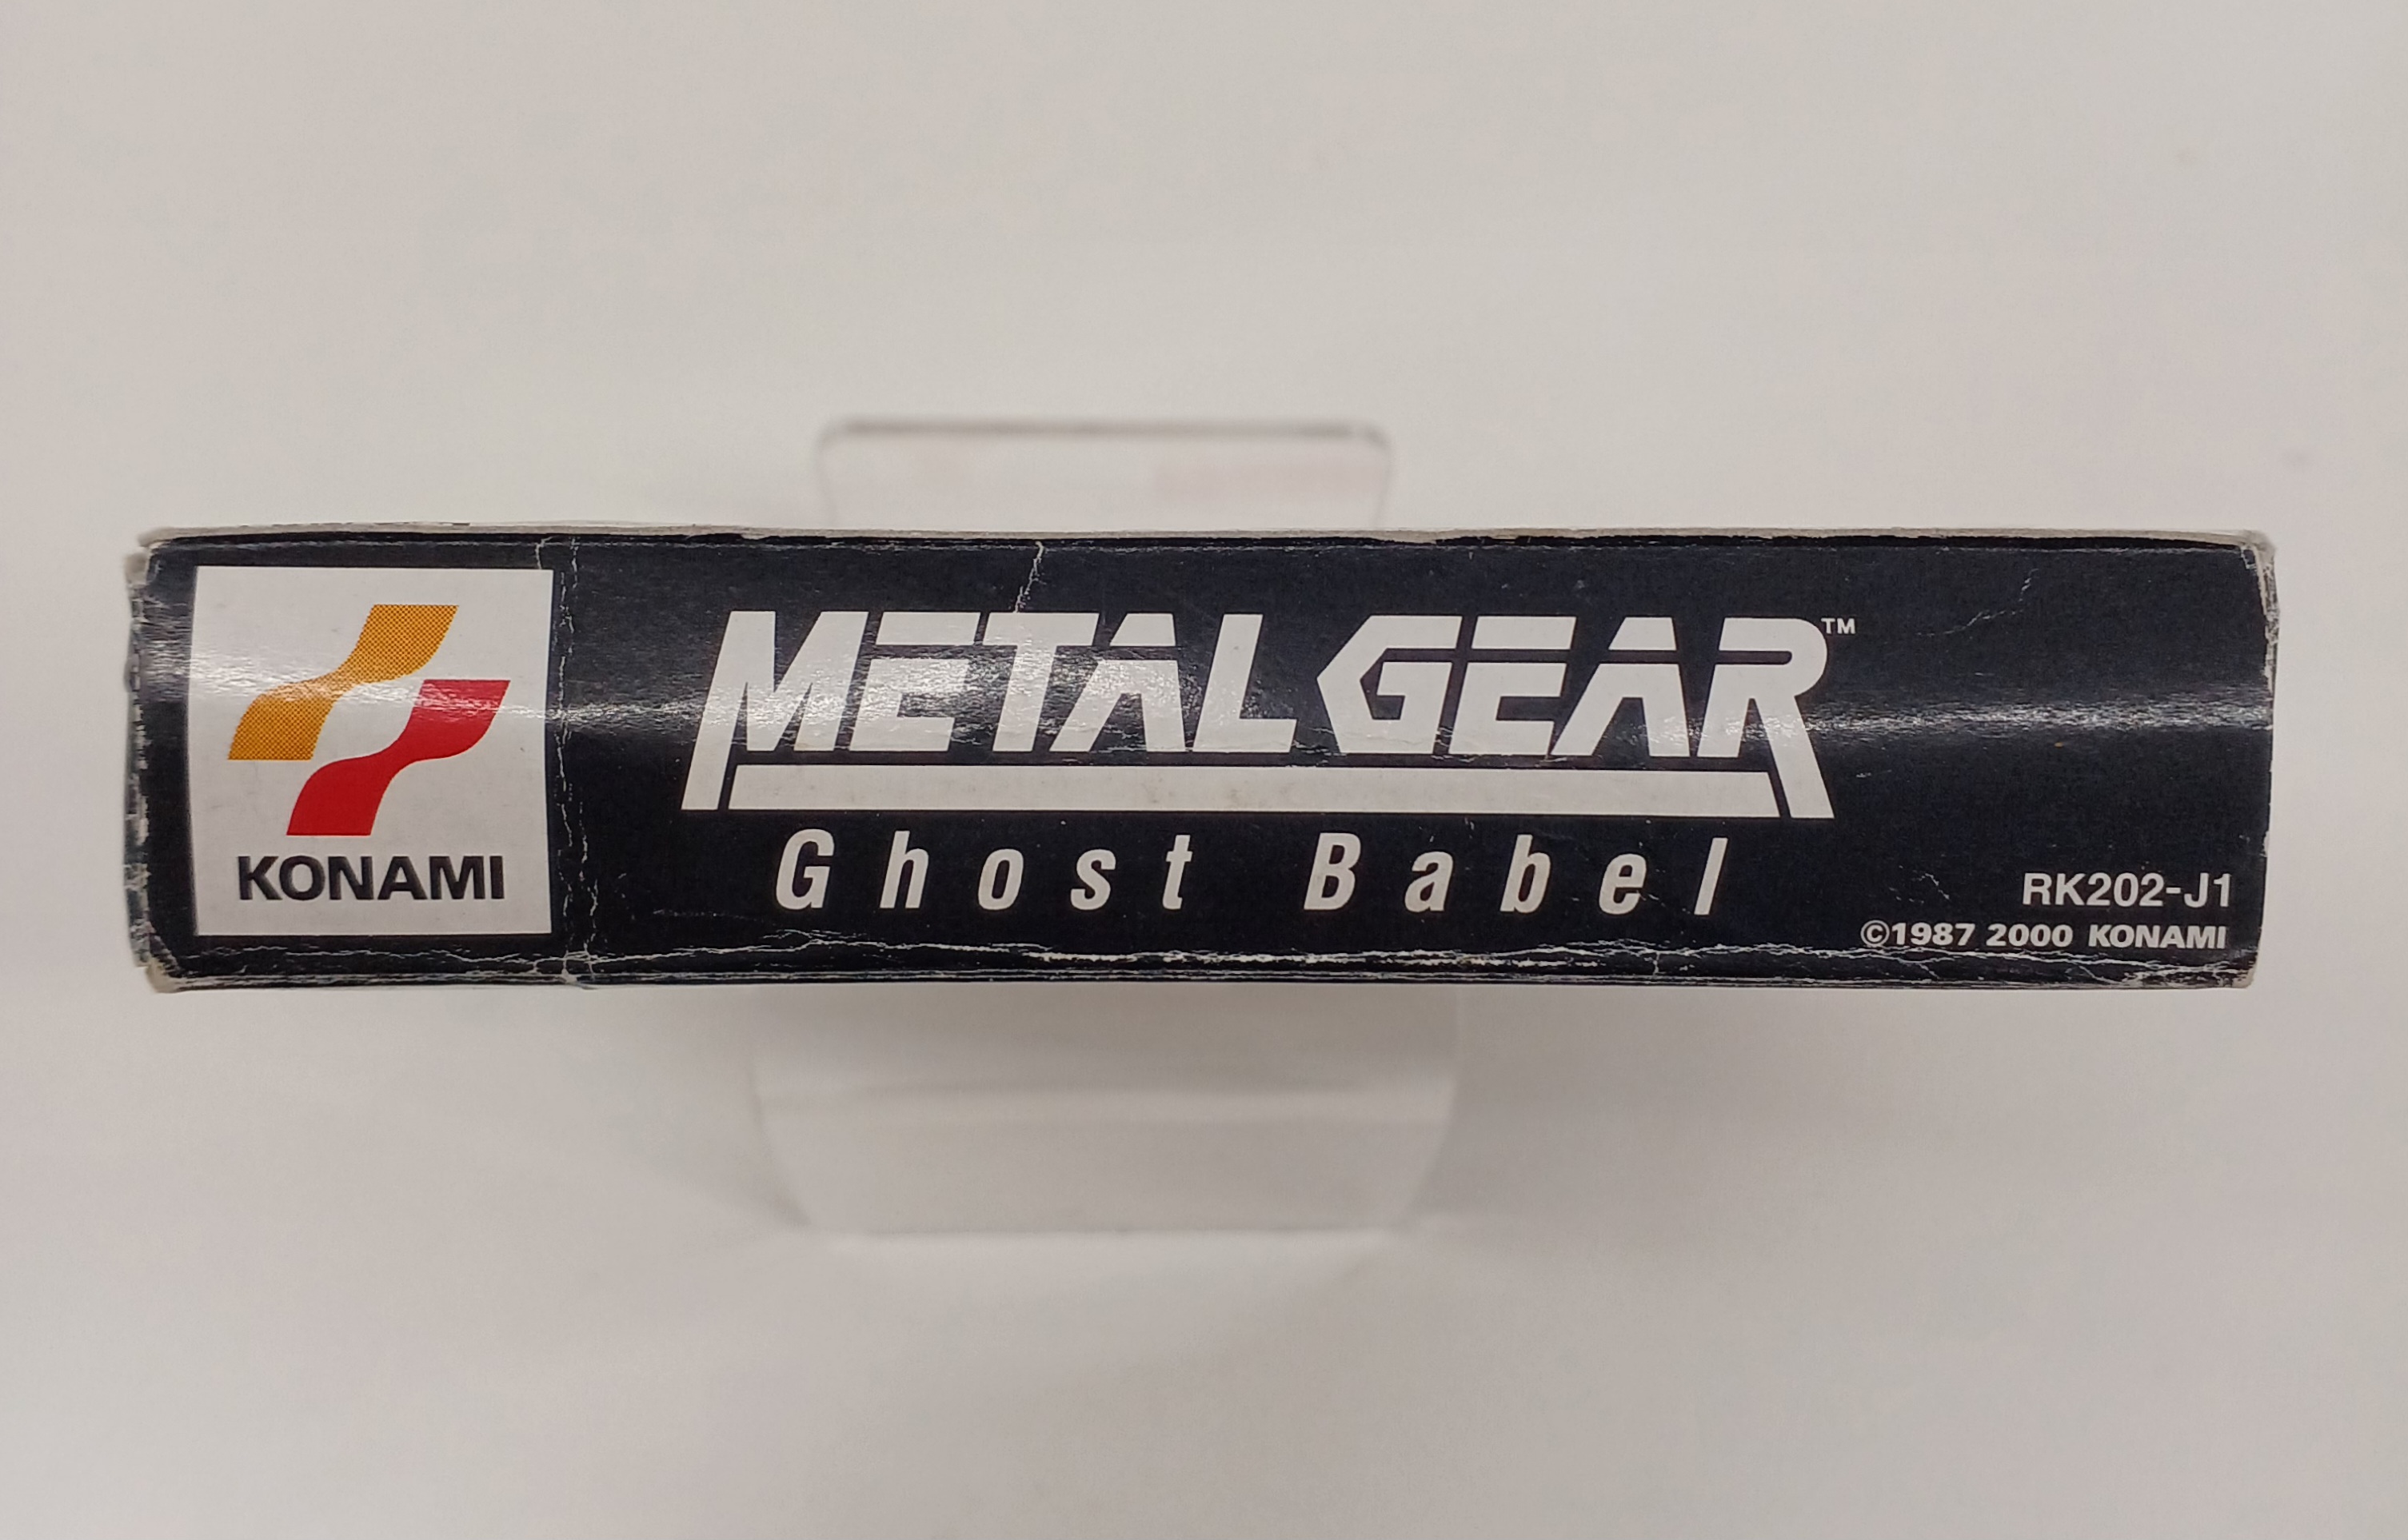 KONAMI
METAL GEAR™
Ghost Babel
RK202-J1
©1987 2000 KONAMI